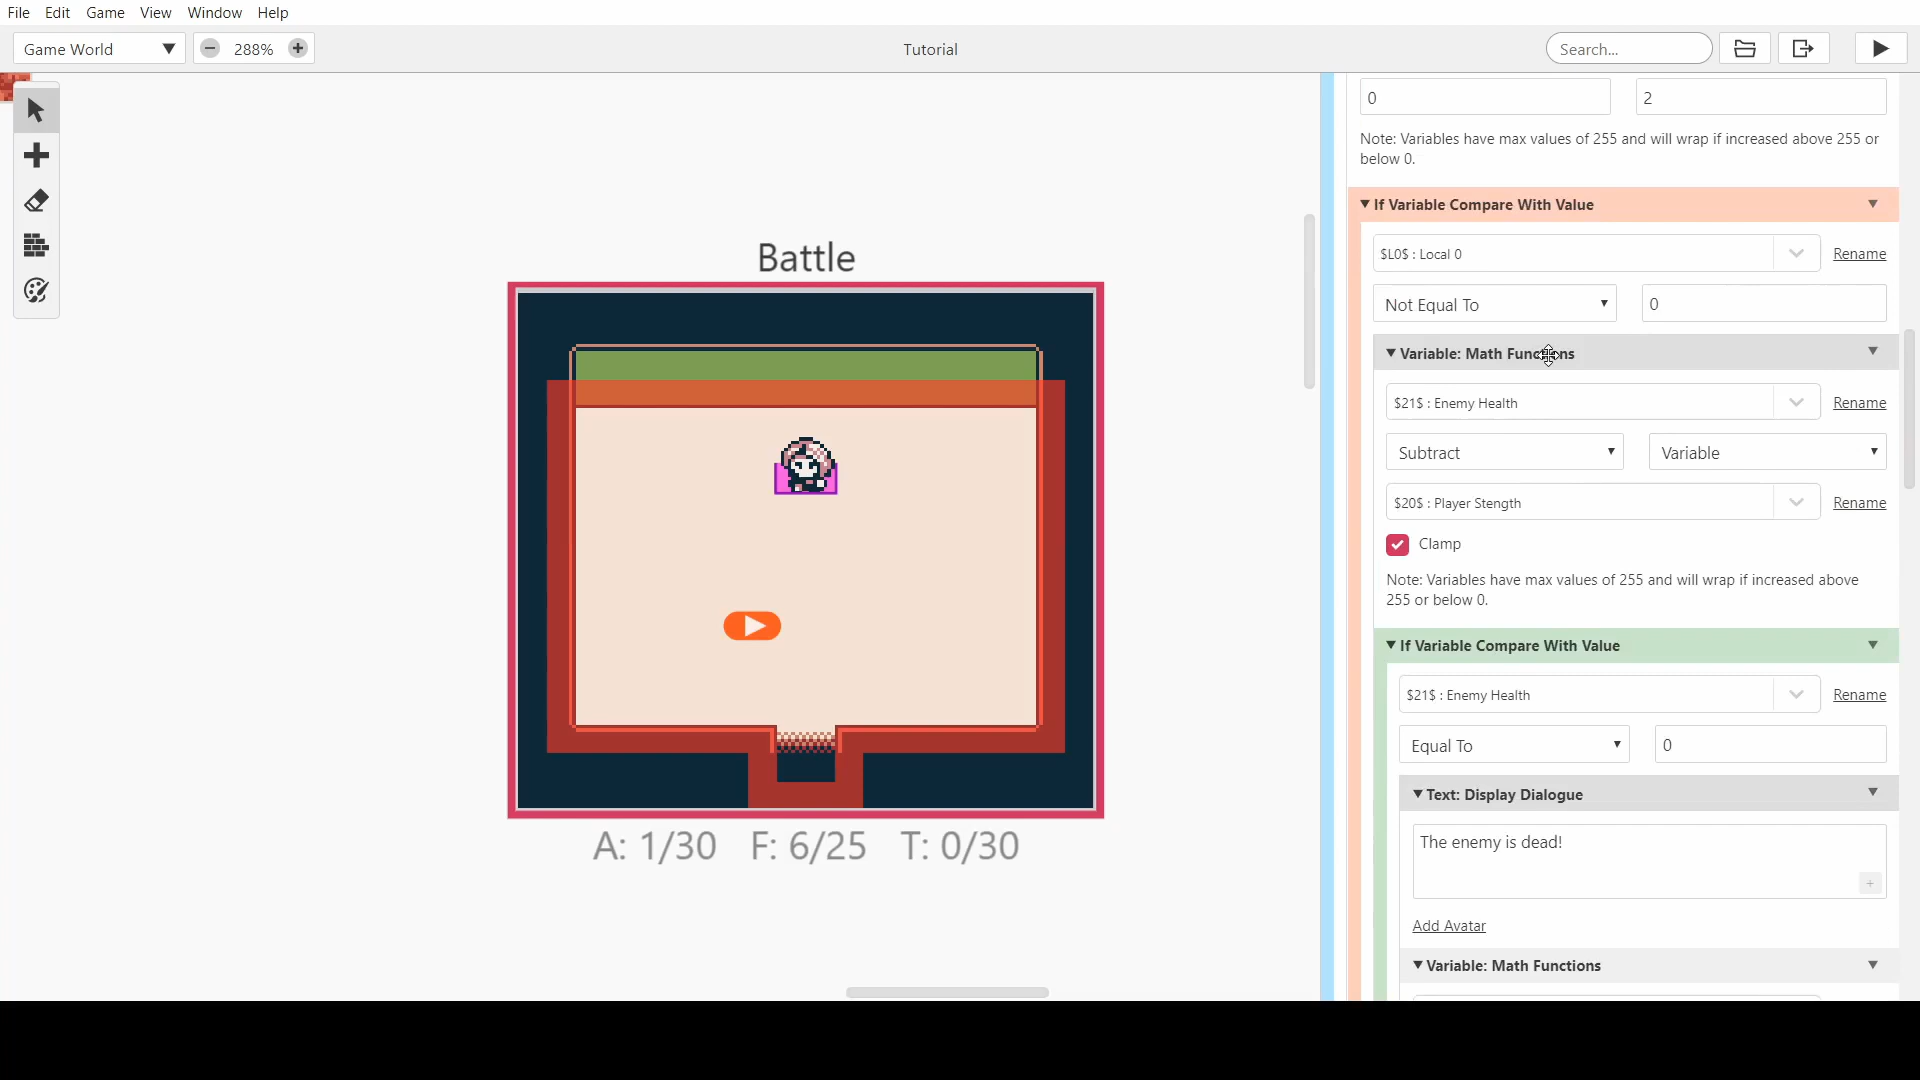 File Edit Game View Window Help
Game World 288% Tutorial Search...
0 2
Note: Variables have max values of 255 and will wrap if increased above 255 or
below 0.
If Variable Compare With Value
$L0$ : Local 0 Rename
Not Equal To 0
Variable: Math Functions
$21$ : Enemy Health Rename
Subtract Variable
$20$ : Player Stength Rename
Clamp
Note: Variables have max values of 255 and will wrap if increased above
255 or below 0.
If Variable Compare With Value
$21$ : Enemy Health Rename
Equal To 0
Text: Display Dialogue
The enemy is dead!
Add Avatar
Variable: Math Functions
Battle
A: 1/30 F: 6/25 T: 0/30